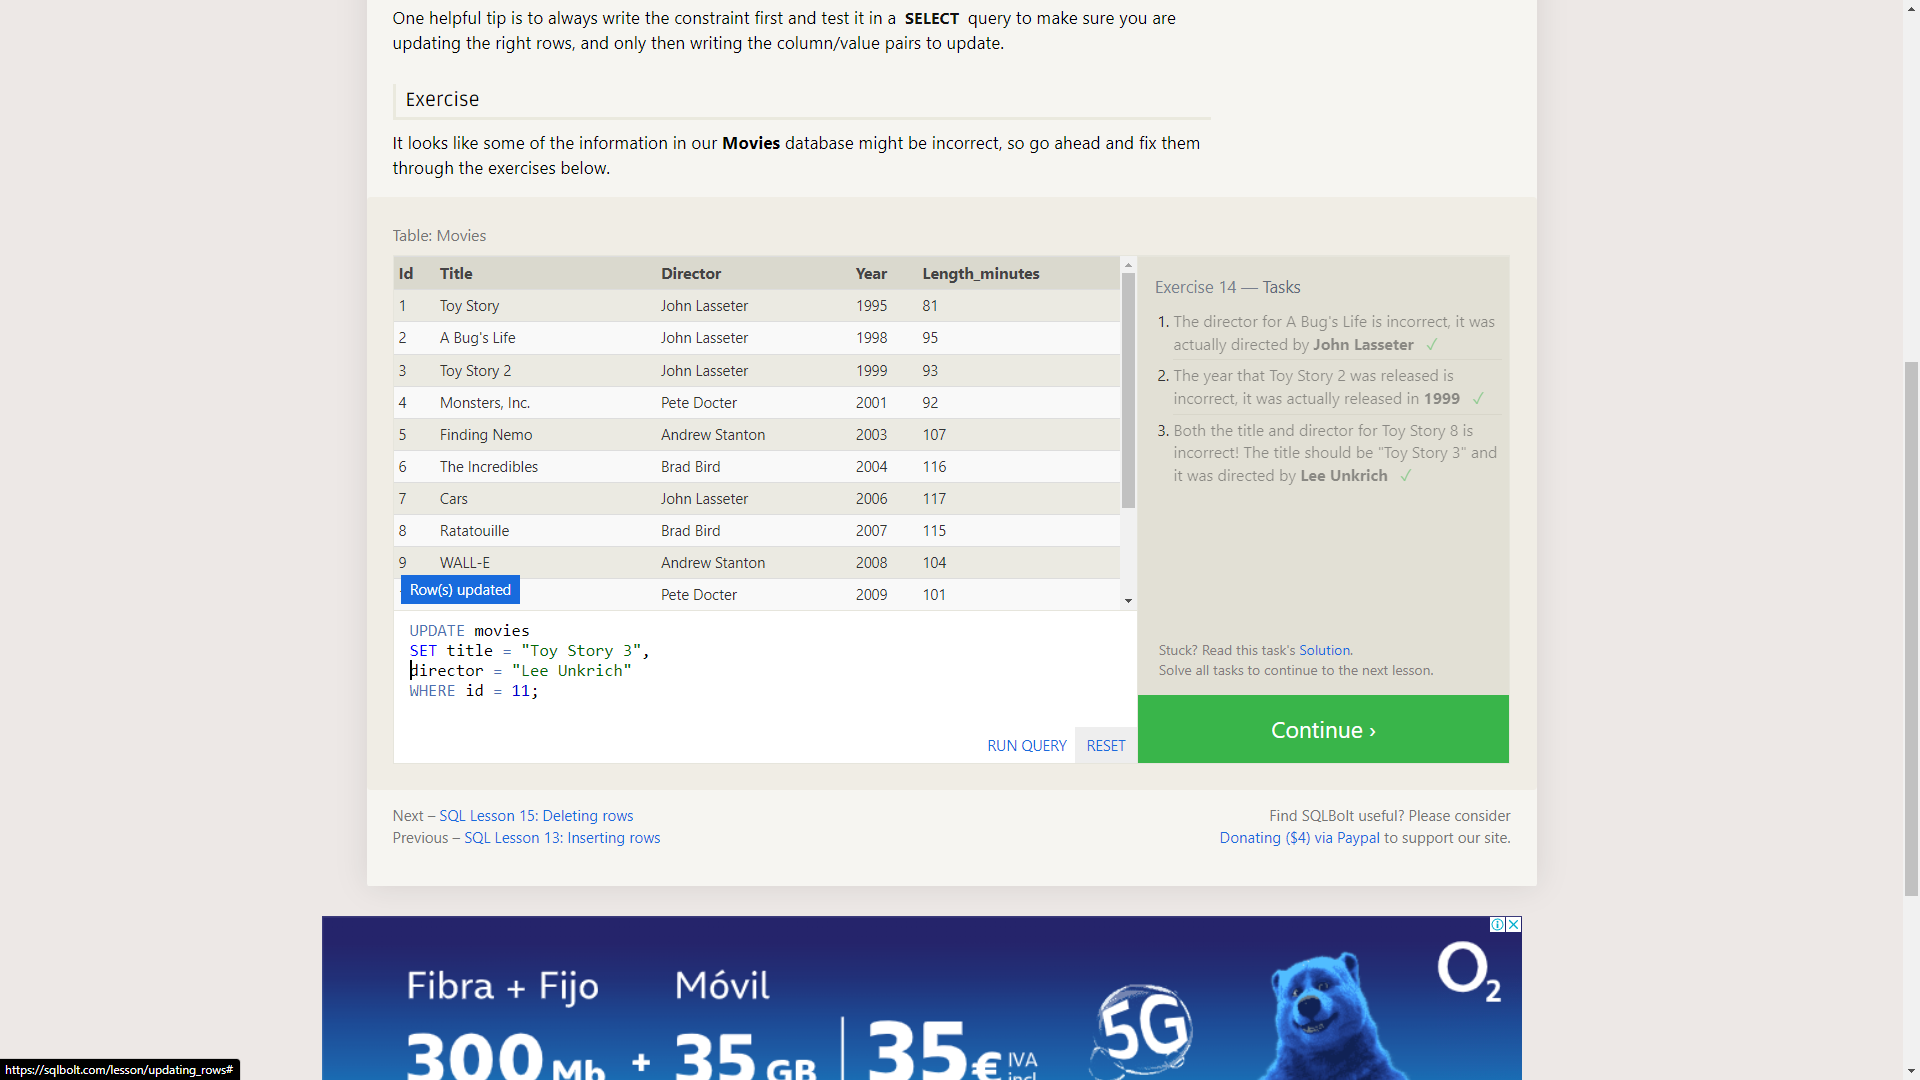 One helpful tip is to always write the constraint first and test it in a SELECT query to make sure you are
updating the right rows, and only then writing the column/value pairs to update.
Exercise
It looks like some of the information in our Movies database might be incorrect, so go ahead and fix them
through the exercises below.
Table: Movies
Id Title Director Year Length_minutes
1 Toy Story John Lasseter 1995 81
2 A Bug's Life John Lasseter 1998 95
3 Toy Story 2 John Lasseter 1999 93
4 Monsters, Inc. Pete Docter 2001 92
5 Finding Nemo Andrew Stanton 2003 107
6 The Incredibles Brad Bird 2004 116
7 Cars John Lasseter 2006 117
8 Ratatouille Brad Bird 2007 115
9 WALL-E Andrew Stanton 2008 104
Pete Docter 2009 101
Row(s) updated
UPDATE movies
SET title = "Toy Story 3",
director = "Lee Unkrich"
WHERE id = 11;
RUN QUERY RESET
Exercise 14 — Tasks
1. The director for A Bug's Life is incorrect, it was
actually directed by John Lasseter ✓
2. The year that Toy Story 2 was released is
incorrect, it was actually released in 1999 ✓
3. Both the title and director for Toy Story 8 is
incorrect! The title should be "Toy Story 3" and
it was directed by Lee Unkrich ✓
Stuck? Read this task's Solution.
Solve all tasks to continue to the next lesson.
Continue ›
Next – SQL Lesson 15: Deleting rows
Previous – SQL Lesson 13: Inserting rows
Find SQLBolt useful? Please consider
Donating ($4) via Paypal to support our site.
Fibra + Fijo Móvil
300 Mb + 35 GB 35€ IVA
incl
5G
O2
https://sqlbolt.com/lesson/updating_rows#